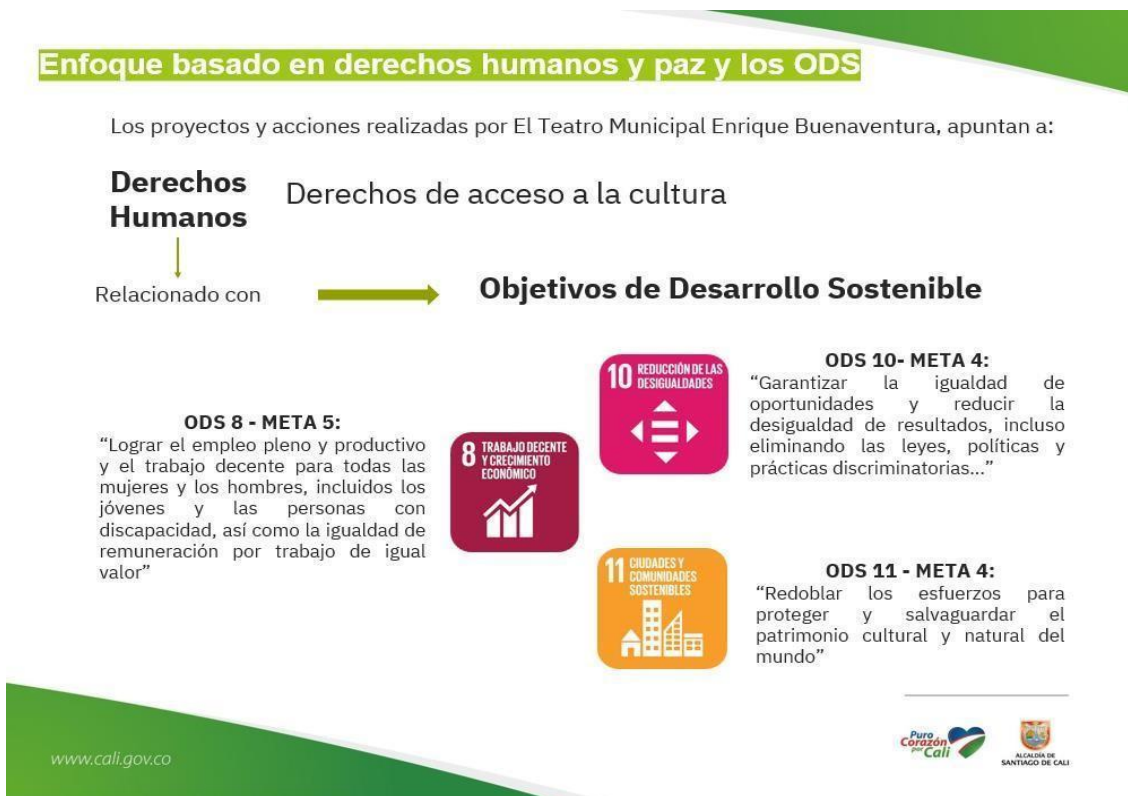 Enfoque basado en derechos humanos y paz y los ODS
Los proyectos y acciones realizadas por El Teatro Municipal Enrique Buenaventura, apuntan a:
Derechos
Humanos
Derechos de acceso a la cultura
Relacionado con
Objetivos de Desarrollo Sostenible
ODS 8 - META 5:
“Lograr el empleo pleno y productivo
y el trabajo decente para todas las
mujeres y los hombres, incluidos los
jóvenes y las personas con
discapacidad, así como la igualdad de
remuneración por trabajo de igual
valor”
8 TRABAJO DECENTE
Y CRECIMIENTO
ECONÓMICO
10 REDUCCIÓN DE LAS
DESIGUALDADES
ODS 10- META 4:
“Garantizar la igualdad de
oportunidades y reducir la
desigualdad de resultados, incluso
eliminando las leyes, políticas y
prácticas discriminatorias...”
11 CIUDADES Y
COMUNIDADES
SOSTENIBLES
ODS 11 - META 4:
“Redoblar los esfuerzos para
proteger y salvaguardar el
patrimonio cultural y natural del
mundo”
www.cali.gov.co
Puro
Corazón
por Cali
ALCALDÍA DE
SANTIAGO DE CALI